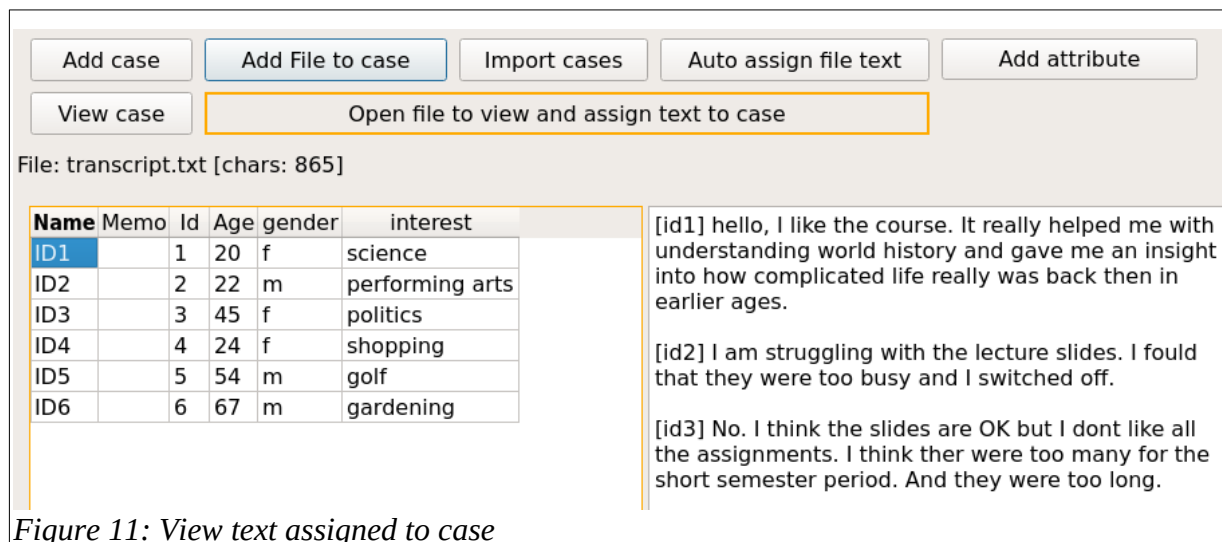 Add case Add File to case Import cases Auto assign file text Add attribute
View case Open file to view and assign text to case
File: transcript.txt [chars: 865]
Name Memo Id Age gender interest
ID1 1 20 f science
ID2 2 22 m performing arts
ID3 3 45 f politics
ID4 4 24 f shopping
ID5 5 54 m golf
ID6 6 67 m gardening
[id1] hello, I like the course. It really helped me with
understanding world history and gave me an insight
into how complicated life really was back then in
earlier ages.
[id2] I am struggling with the lecture slides. I fould
that they were too busy and I switched off.
[id3] No. I think the slides are OK but I dont like all
the assignments. I think ther were too many for the
short semester period. And they were too long.
Figure 11: View text assigned to case